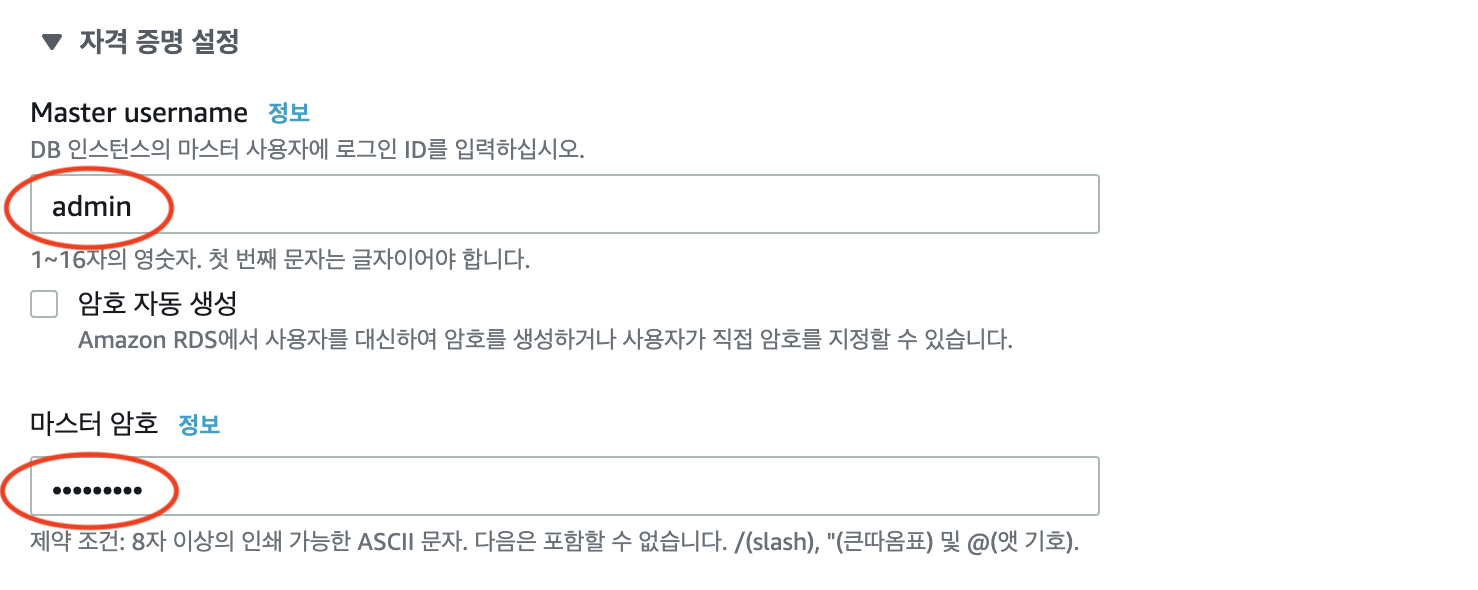 ▼ 자격 증명 설정
Master username 정보
DB 인스턴스의 마스터 사용자에 로그인 ID를 입력하십시오.
admin
1~16자의 영숫자. 첫 번째 문자는 글자이어야 합니다.
암호 자동 생성
Amazon RDS에서 사용자를 대신하여 암호를 생성하거나 사용자가 직접 암호를 지정할 수 있습니다.
마스터 암호 정보
•••••••••
제약 조건: 8자 이상의 인쇄 가능한 ASCII 문자. 다음은 포함할 수 없습니다. /(slash), "(큰따옴표) 및 @(앳 기호).